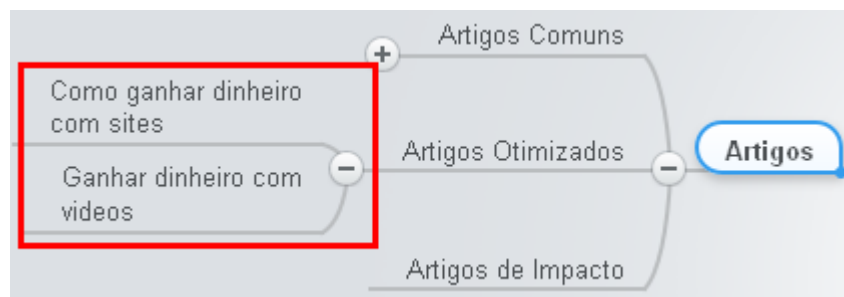 Artigos Comuns
Como ganhar dinheiro
com sites
Artigos Otimizados
Artigos
Ganhar dinheiro com
videos
Artigos de Impacto